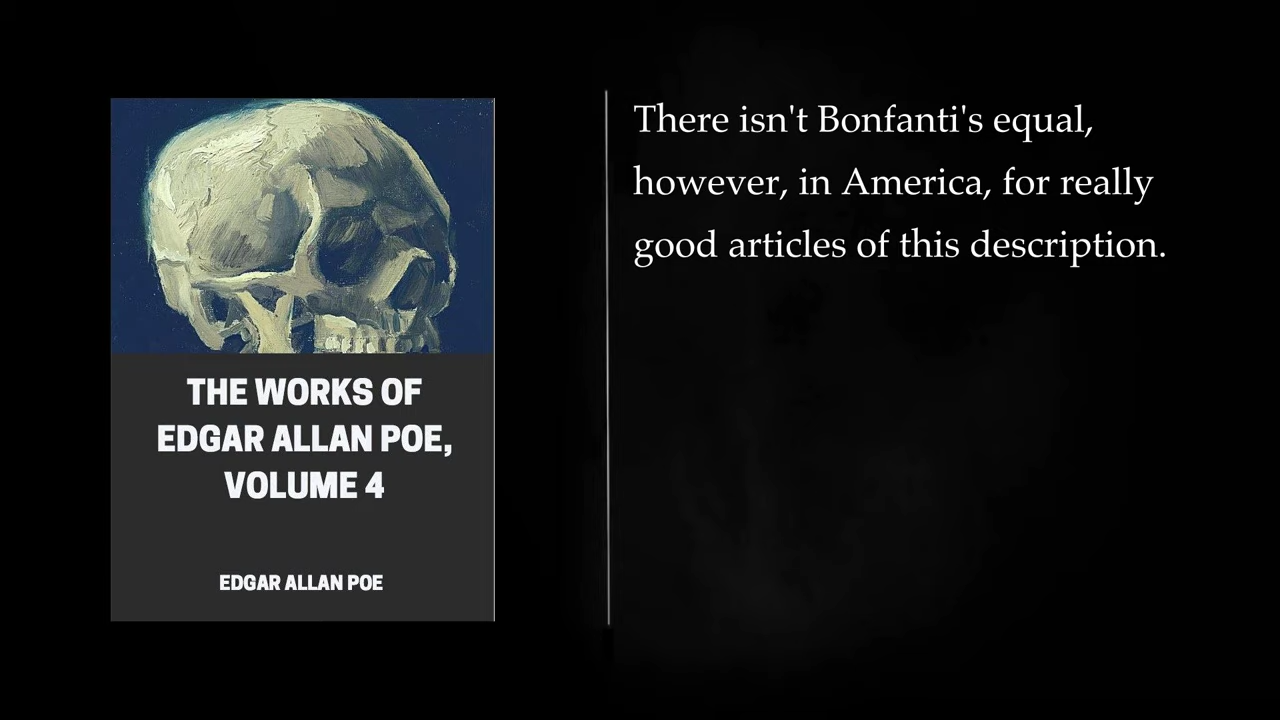 THE WORKS OF
EDGAR ALLAN POE,
VOLUME 4
EDGAR ALLAN POE
There isn't Bonfanti's equal,
however, in America, for really
good articles of this description.